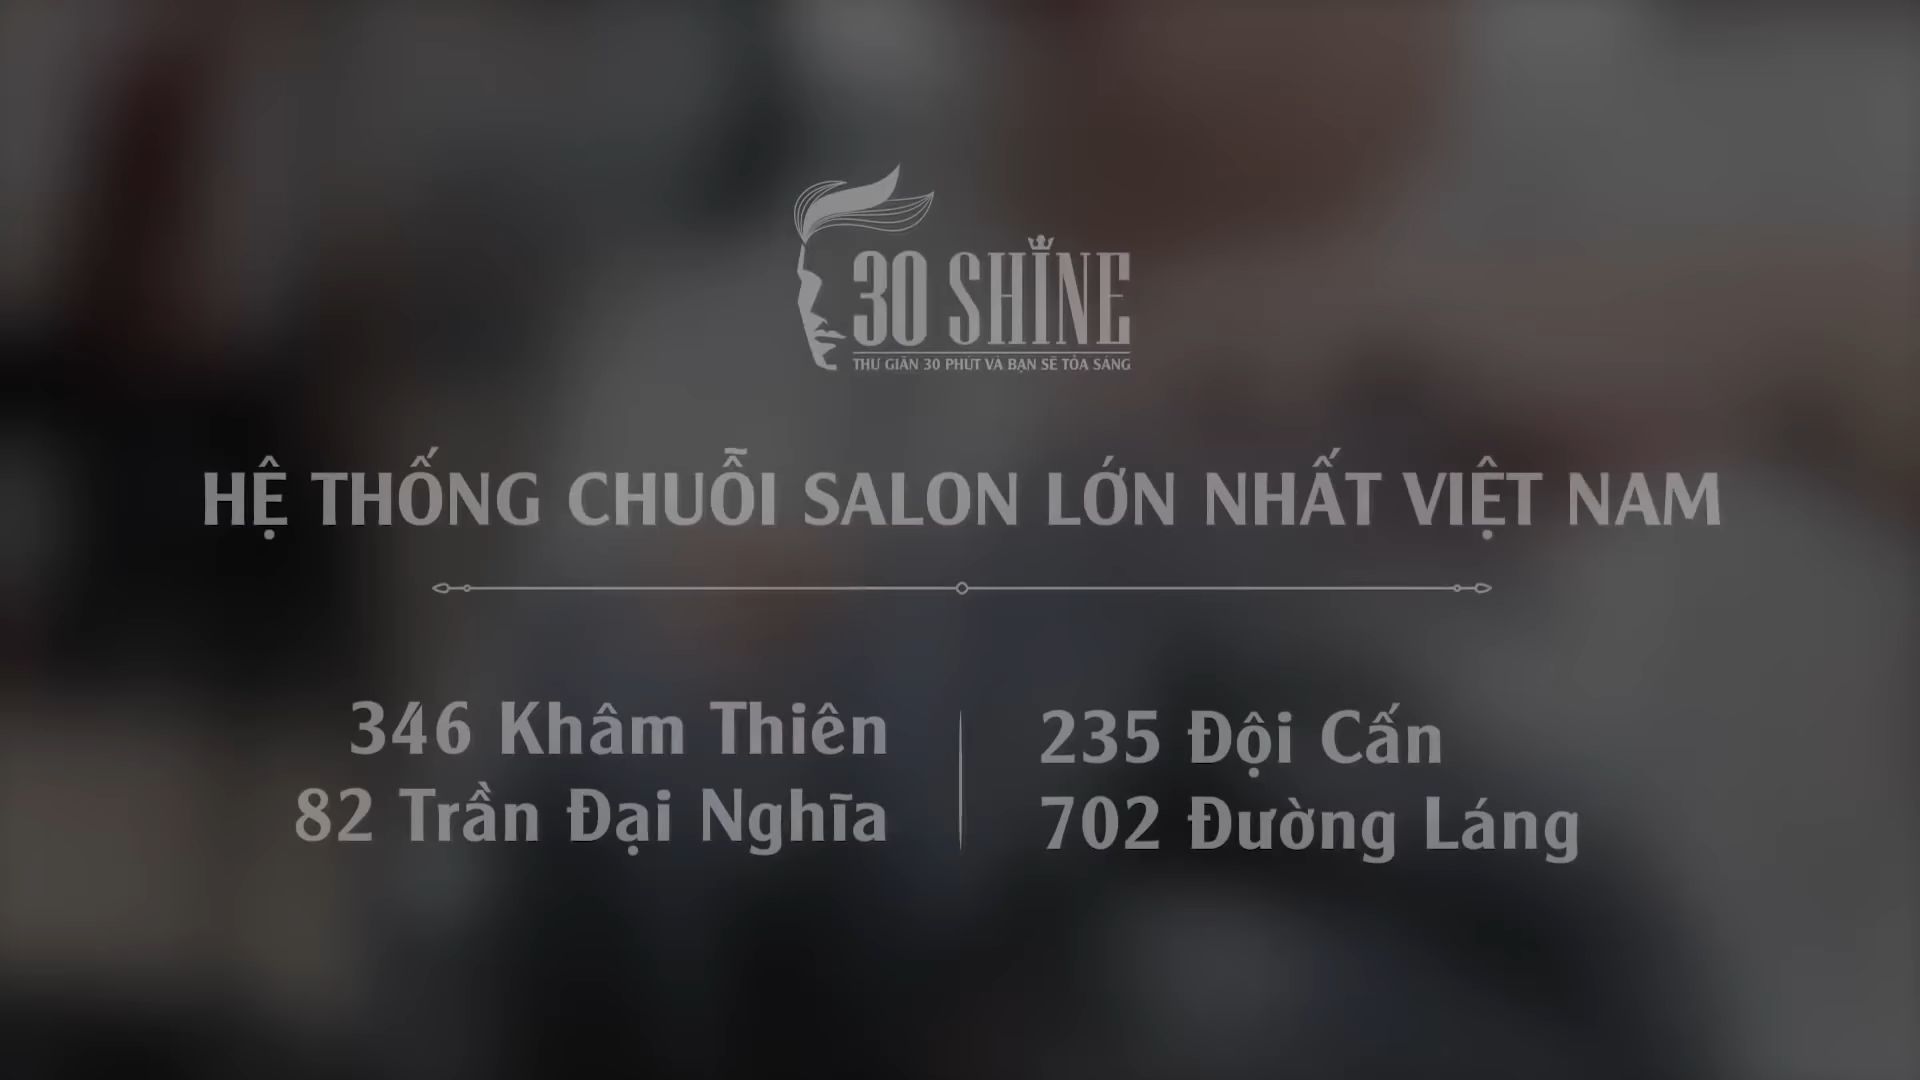 30 SHINE
THƯ GIÃN 30 PHÚT VÀ BẠN SẼ TỎA SÁNG
HỆ THỐNG CHUỖI SALON LỚN NHẤT VIỆT NAM
346 Khâm Thiên
82 Trần Đại Nghĩa
235 Đội Cấn
702 Đường Láng